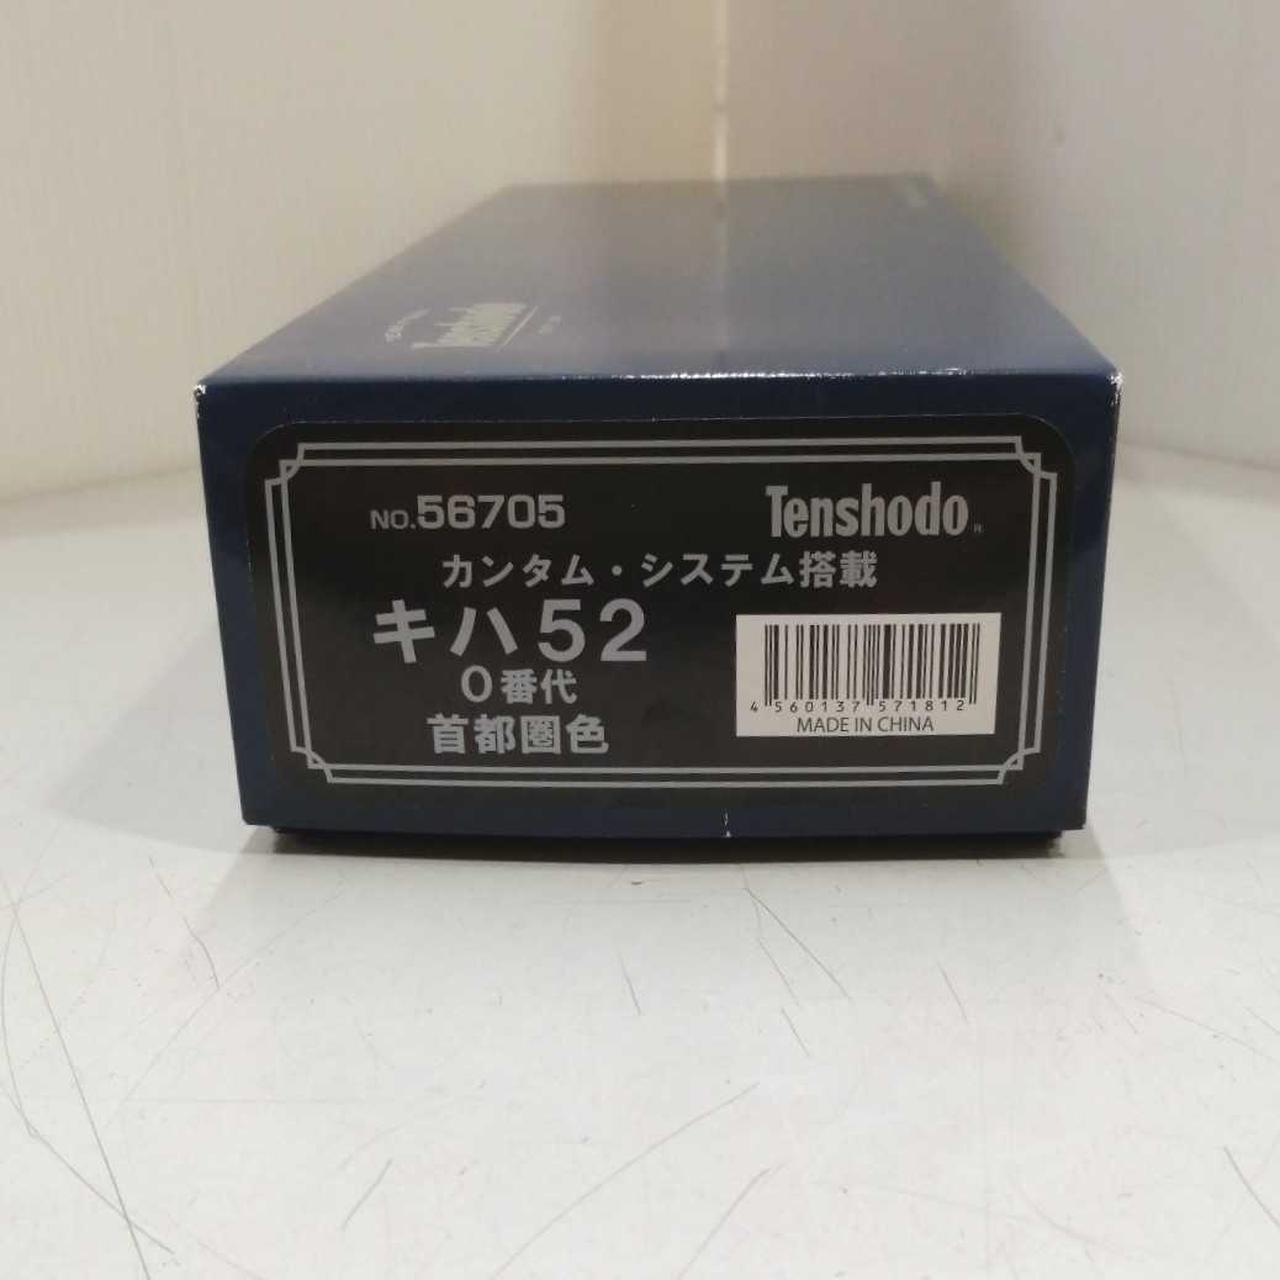 Tenshodo
NO.56705
Tenshodo
カンタム・システム搭載
キハ52
0番代
首都圏色
4 560137 571812
MADE IN CHINA